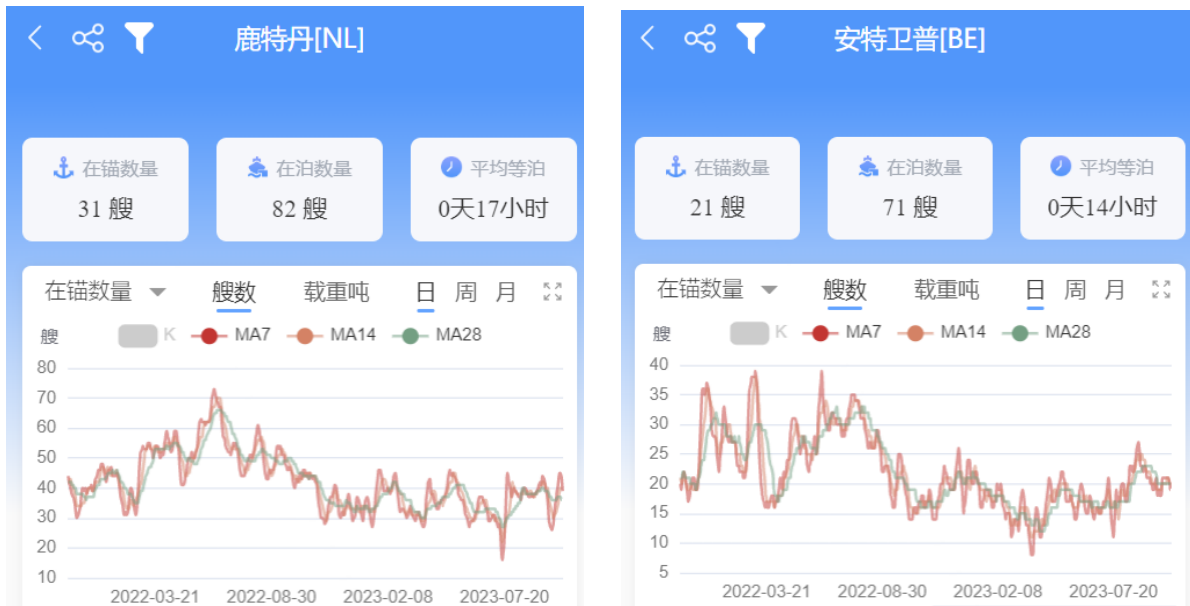 鹿特丹[NL]
在锚数量
31 艘
在泊数量
82 艘
平均等泊
0天17小时
在锚数量 艘数 载重吨 日 周 月
艘 K MA7 MA14 MA28
80
70
60
50
40
30
20
10
2022-03-21 2022-08-30 2023-02-08 2023-07-20
安特卫普[BE]
在锚数量
21 艘
在泊数量
71 艘
平均等泊
0天14小时
在锚数量 艘数 载重吨 日 周 月
艘 K MA7 MA14 MA28
40
35
30
25
20
15
10
5
2022-03-21 2022-08-30 2023-02-08 2023-07-20